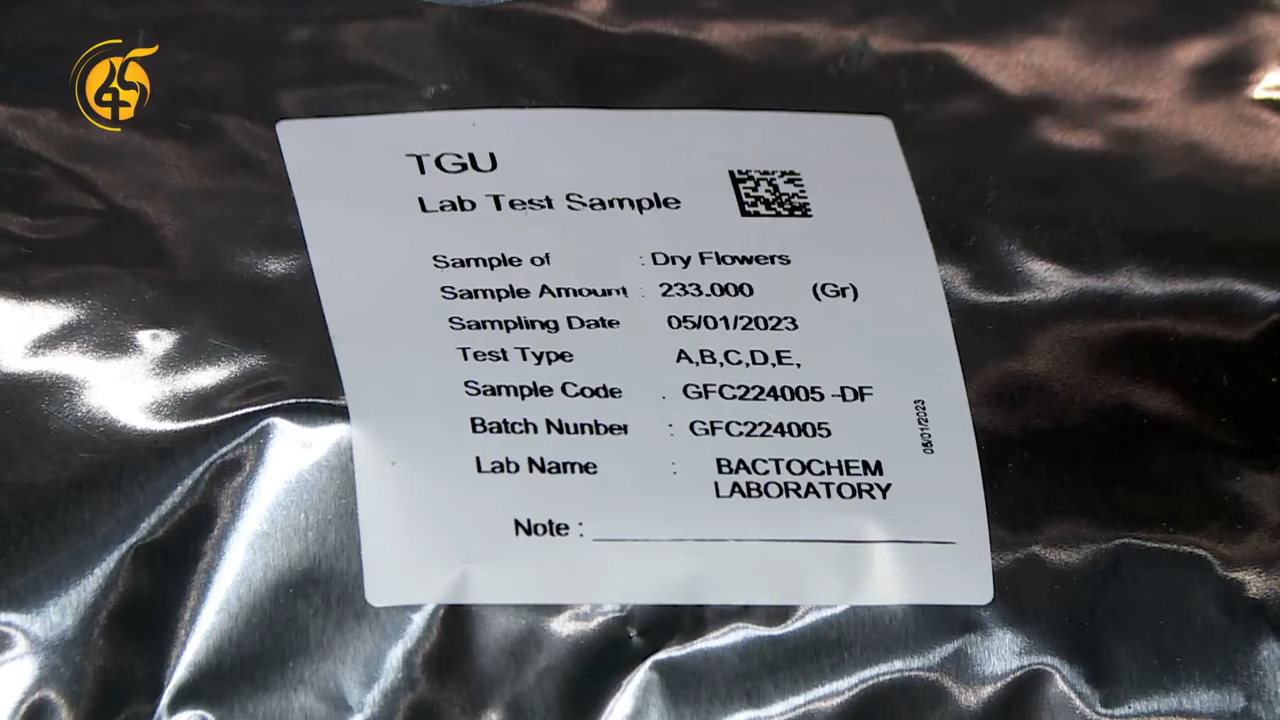 TGU
Lab Test Sample
Sample of : Dry Flowers
Sample Amount : 233.000 (Gr)
Sampling Date 05/01/2023
Test Type A,B,C,D,E,
Sample Code . GFC224005 -DF
Batch Number : GFC224005
Lab Name : BACTOCHEM
LABORATORY
Note :
05/01/2023